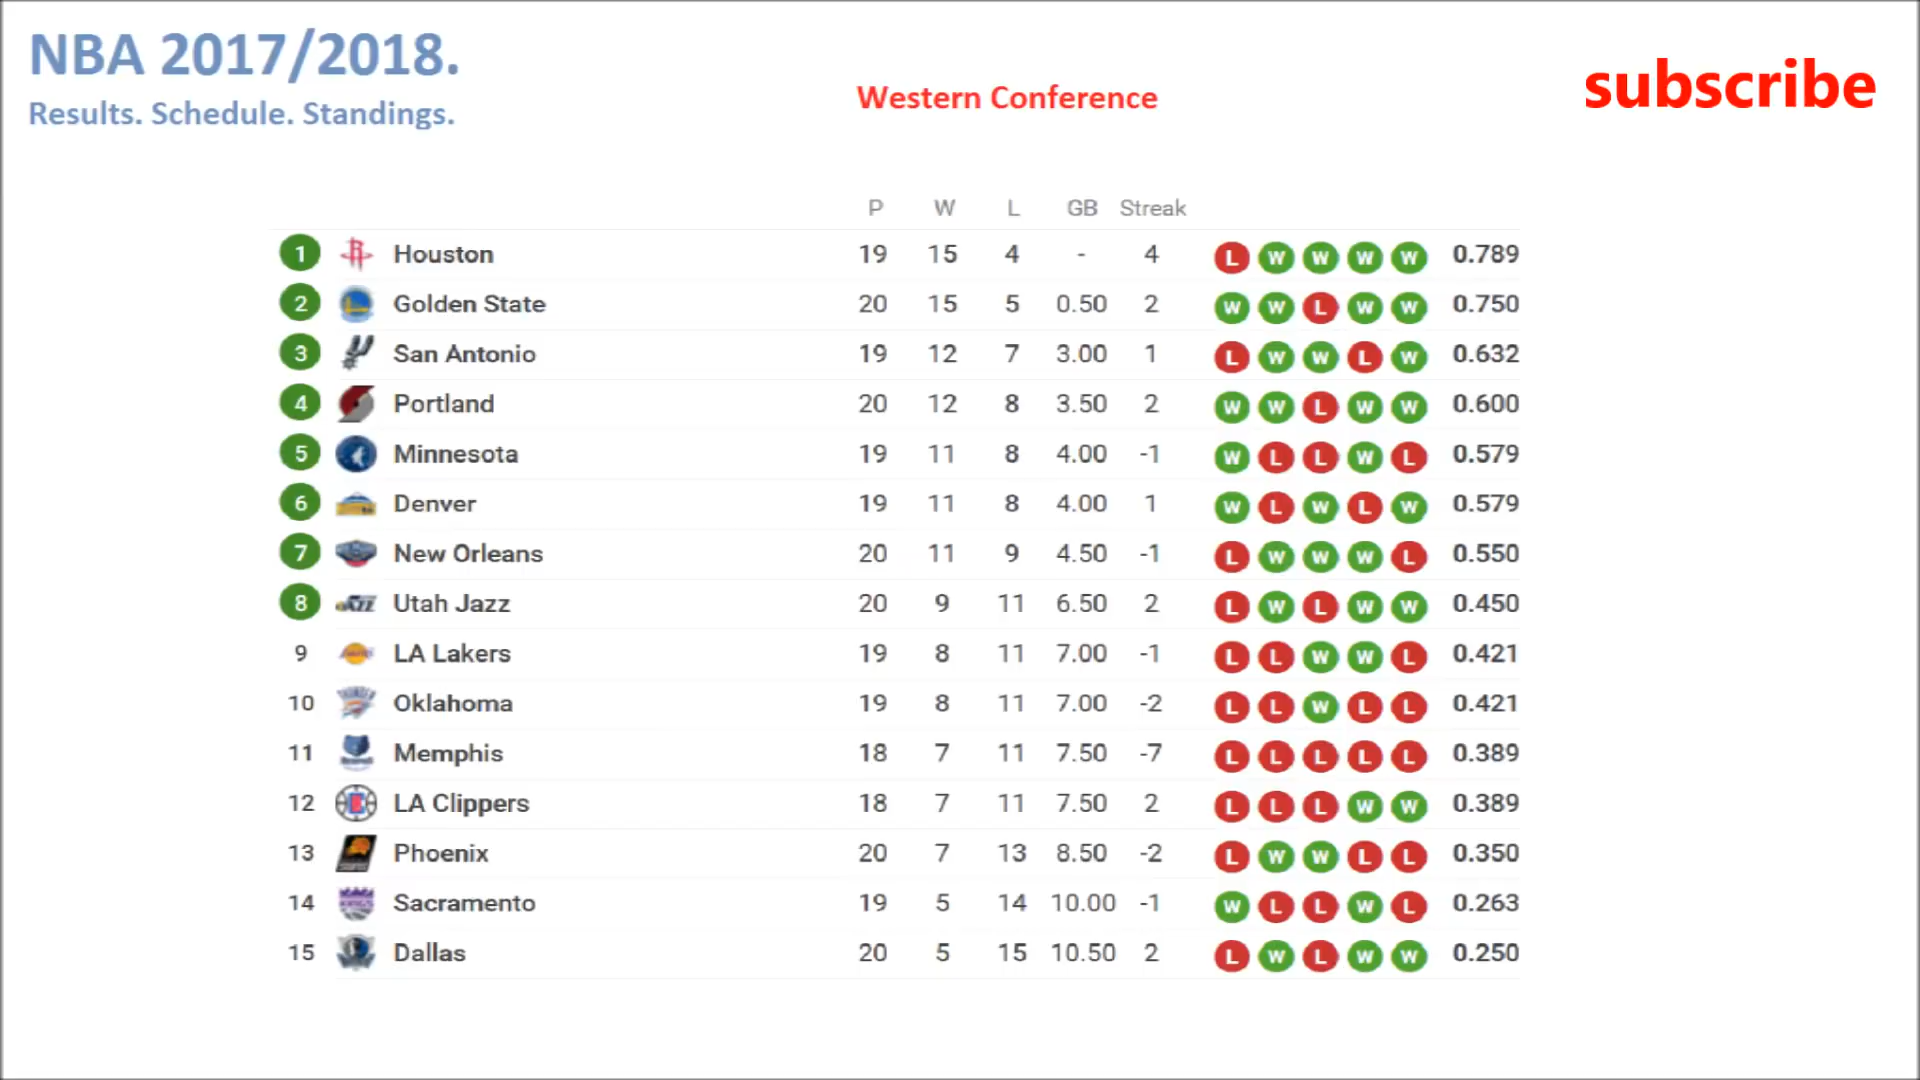 NBA 2017/2018.
Results. Schedule. Standings.
Western Conference
subscribe
P W L GB Streak
1 Houston 19 15 4 - 4 L W W W W 0.789
2 Golden State 20 15 5 0.50 2 W W L W W 0.750
3 San Antonio 19 12 7 3.00 1 L W W L W 0.632
4 Portland 20 12 8 3.50 2 W W L W W 0.600
5 Minnesota 19 11 8 4.00 -1 W L L W L 0.579
6 Denver 19 11 8 4.00 1 W L W L W 0.579
7 New Orleans 20 11 9 4.50 -1 L W W W L 0.550
8 Utah Jazz 20 9 11 6.50 2 L W L W W 0.450
9 LA Lakers 19 8 11 7.00 -1 L L W W L 0.421
10 Oklahoma 19 8 11 7.00 -2 L L W L L 0.421
11 Memphis 18 7 11 7.50 -7 L L L L L 0.389
12 LA Clippers 18 7 11 7.50 2 L L L W W 0.389
13 Phoenix 20 7 13 8.50 -2 L W W L L 0.350
14 Sacramento 19 5 14 10.00 -1 W L L W L 0.263
15 Dallas 20 5 15 10.50 2 L W L W W 0.250